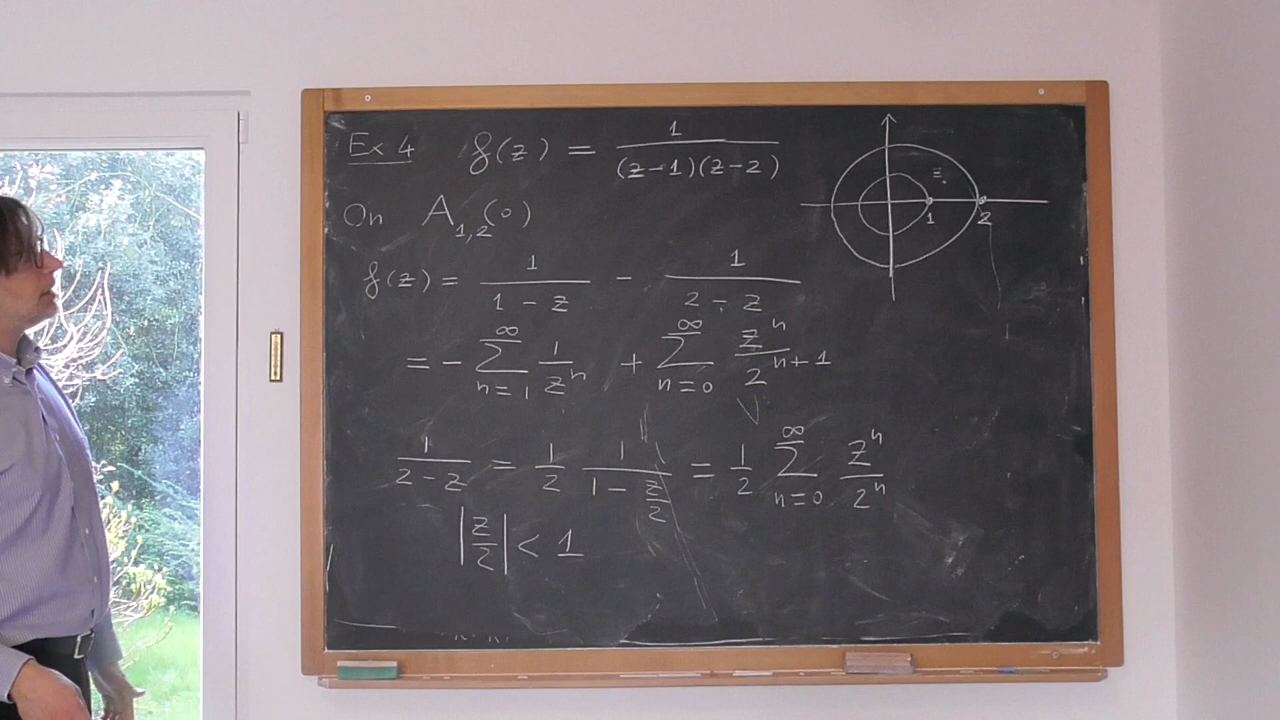 Ex 4 f(z) = 1 / ((z-1)(z-2))
On A_{1,2}(0)
f(z) = 1 / (1 - z) - 1 / (2 - z)
= - ∑_{n=1}^{∞} 1 / z^n + ∑_{n=0}^{∞} z^n / 2^{n+1}
1 / (2 - z) = 1/2 1 / (1 - z/2) = 1/2 ∑_{n=0}^{∞} z^n / 2^n
|z/2| < 1
z
1 2